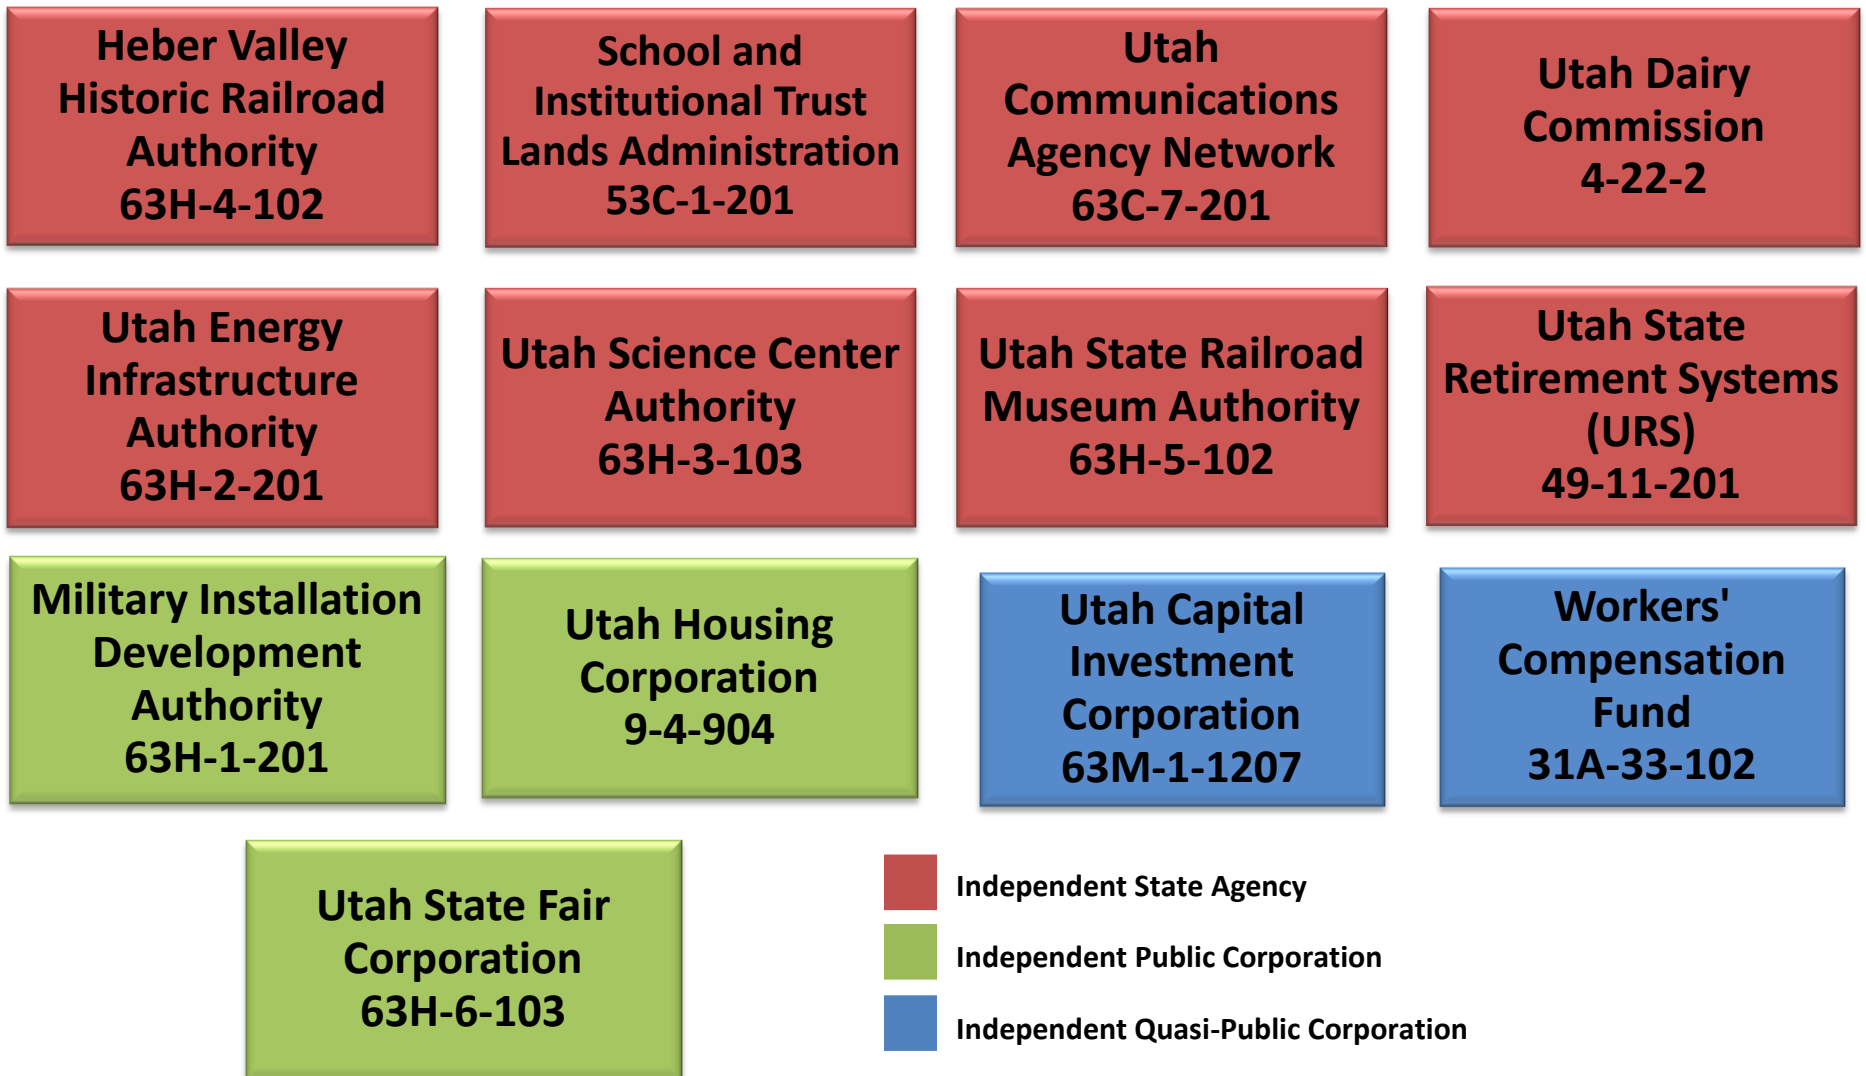 Heber Valley
Historic Railroad
Authority
63H-4-102
School and
Institutional Trust
Lands Administration
53C-1-201
Utah
Communications
Agency Network
63C-7-201
Utah Dairy
Commission
4-22-2
Utah Energy
Infrastructure
Authority
63H-2-201
Utah Science Center
Authority
63H-3-103
Utah State Railroad
Museum Authority
63H-5-102
Utah State
Retirement Systems
(URS)
49-11-201
Military Installation
Development
Authority
63H-1-201
Utah Housing
Corporation
9-4-904
Utah Capital
Investment
Corporation
63M-1-1207
Workers'
Compensation
Fund
31A-33-102
Utah State Fair
Corporation
63H-6-103
Independent State Agency
Independent Public Corporation
Independent Quasi-Public Corporation